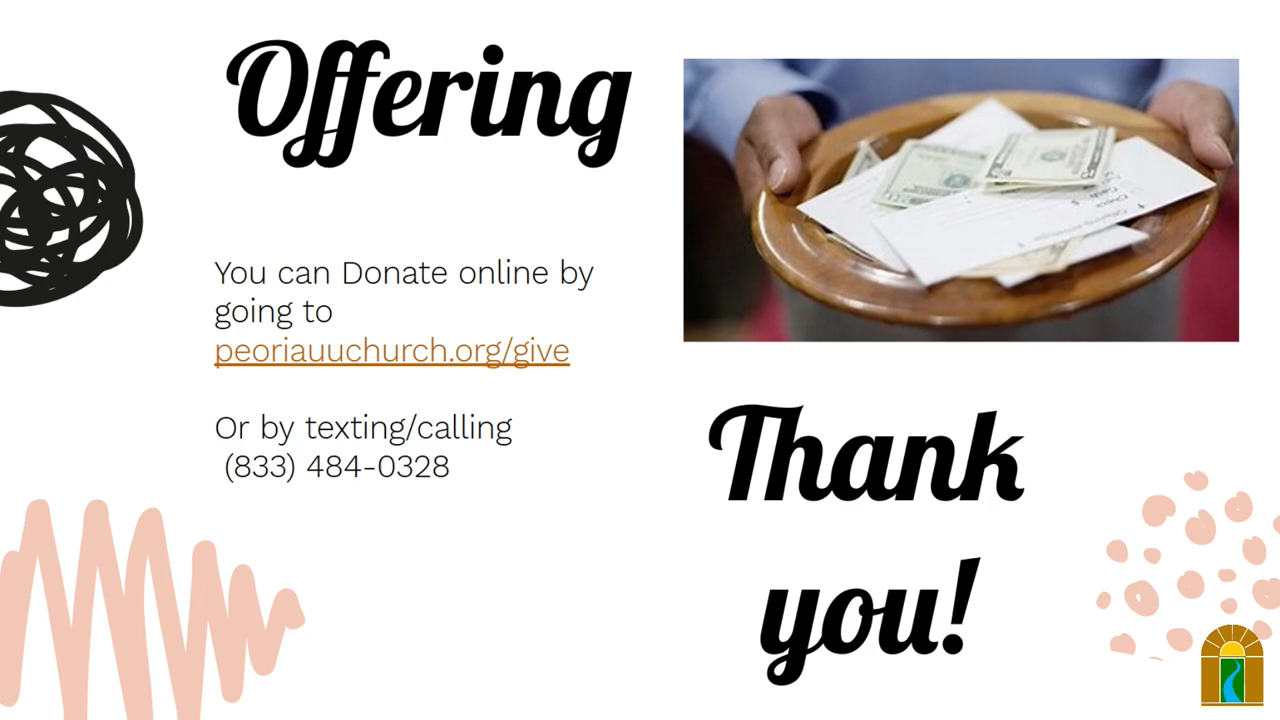 Offering
You can Donate online by
going to
peoriauuchurch.org/give
Or by texting/calling
(833) 484-0328
Thank
you!